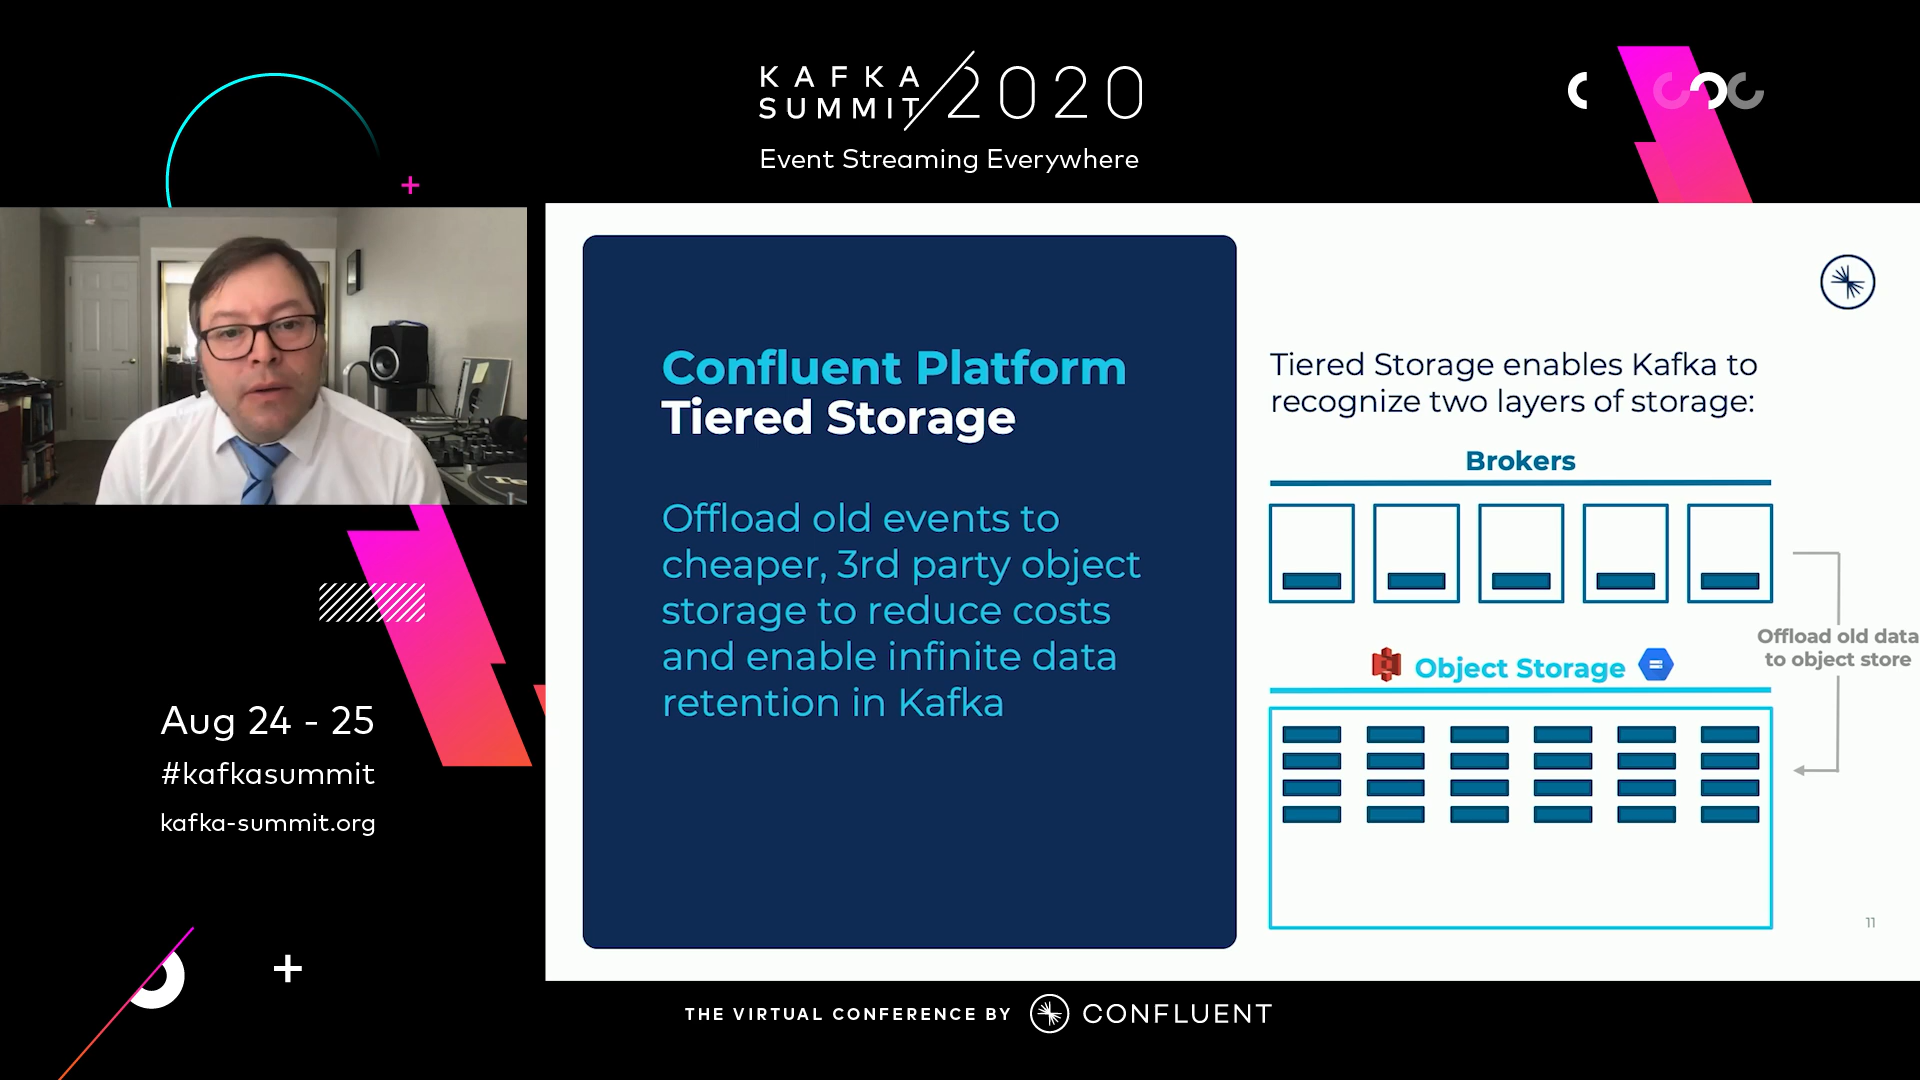 KAFKA
SUMMIT
2020
Event Streaming Everywhere
Confluent Platform
Tiered Storage
Offload old events to
cheaper, 3rd party object
storage to reduce costs
and enable infinite data
retention in Kafka
Tiered Storage enables Kafka to
recognize two layers of storage:
Brokers
Offload old data
to object store
Object Storage
11
Aug 24 - 25
#kafkasummit
kafka-summit.org
THE VIRTUAL CONFERENCE BY
CONFLUENT